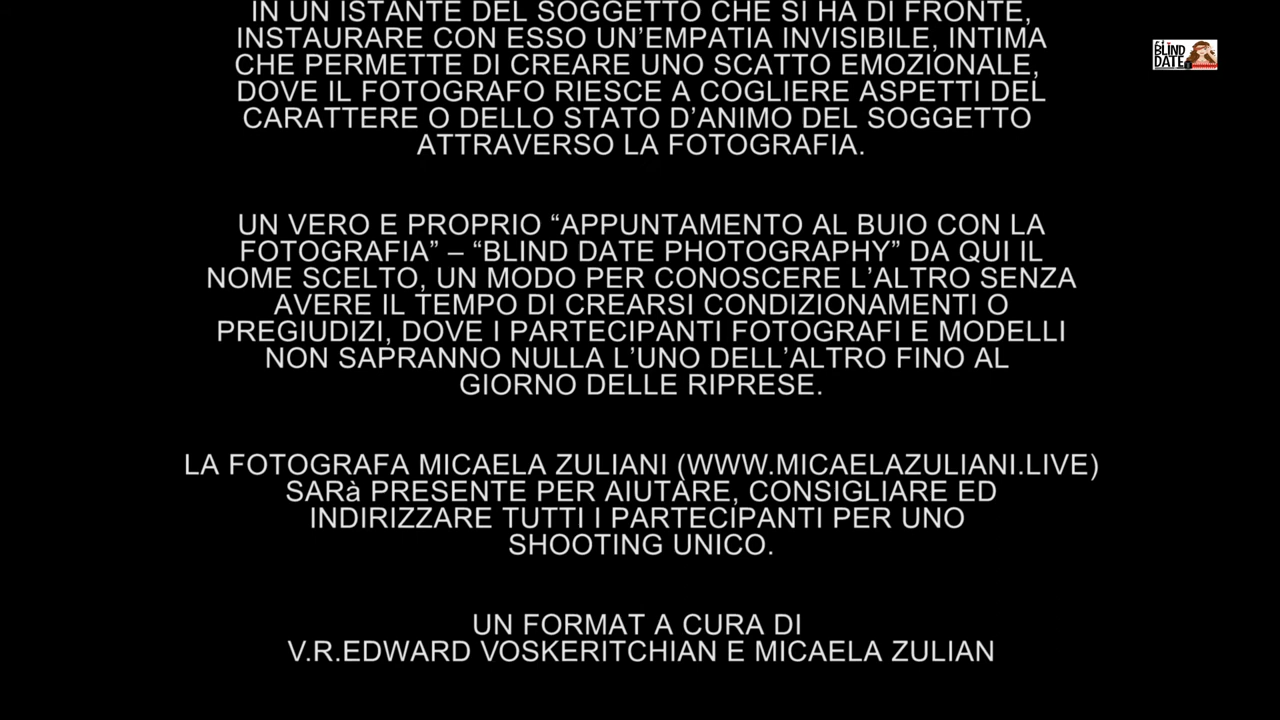 IN UN ISTANTE DEL SOGGETTO CHE SI HA DI FRONTE,
INSTAURARE CON ESSO UN’EMPATIA INVISIBILE, INTIMA
CHE PERMETTE DI CREARE UNO SCATTO EMOZIONALE,
DOVE IL FOTOGRAFO RIESCE A COGLIERE ASPETTI DEL
CARATTERE O DELLO STATO D’ANIMO DEL SOGGETTO
ATTRAVERSO LA FOTOGRAFIA.
UN VERO E PROPRIO “APPUNTAMENTO AL BUIO CON LA
FOTOGRAFIA” – “BLIND DATE PHOTOGRAPHY” DA QUI IL
NOME SCELTO, UN MODO PER CONOSCERE L’ALTRO SENZA
AVERE IL TEMPO DI CREARSI CONDIZIONAMENTI O
PREGIUDIZI, DOVE I PARTECIPANTI FOTOGRAFI E MODELLI
NON SAPRANNO NULLA L’UNO DELL’ALTRO FINO AL
GIORNO DELLE RIPRESE.
LA FOTOGRAFA MICAELA ZULIANI (WWW.MICAELAZULIANI.LIVE)
SARà PRESENTE PER AIUTARE, CONSIGLIARE ED
INDIRIZZARE TUTTI I PARTECIPANTI PER UNO
SHOOTING UNICO.
UN FORMAT A CURA DI
V.R.EDWARD VOSKERITCHIAN E MICAELA ZULIAN
BLIND
DATE